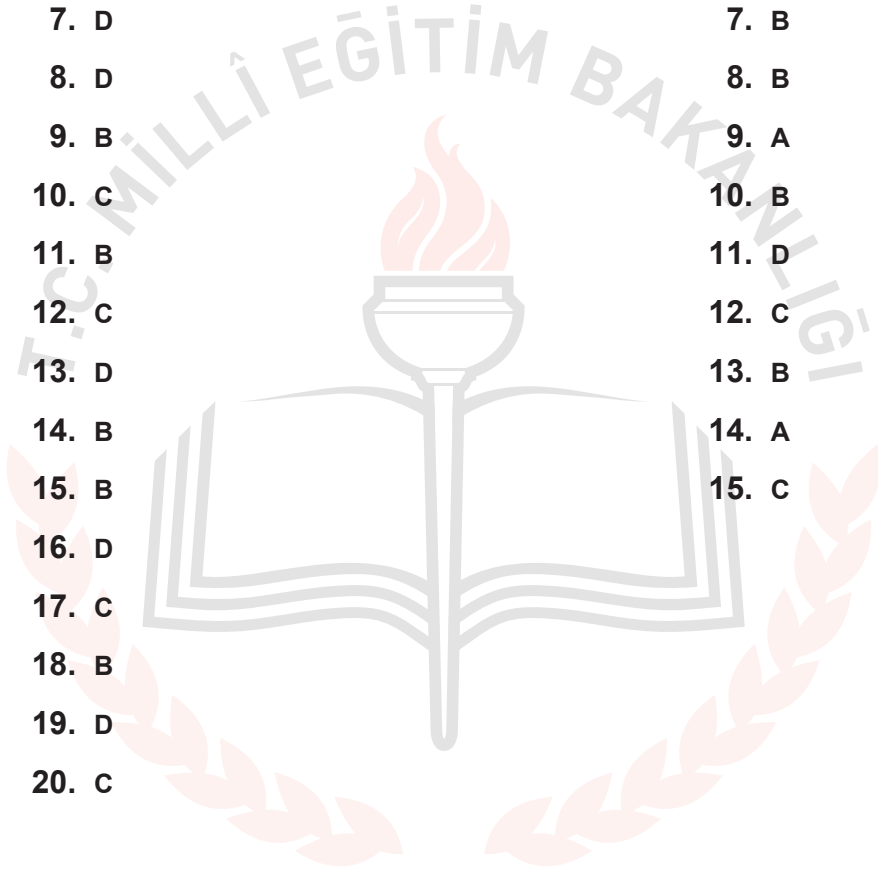 T.C. MİLLÎ EĞİTİM BAKANLIĞI
7. D
8. D
9. B
10. C
11. B
12. C
13. D
14. B
15. B
16. D
17. C
18. B
19. D
20. C
7. B
8. B
9. A
10. B
11. D
12. C
13. B
14. A
15. C